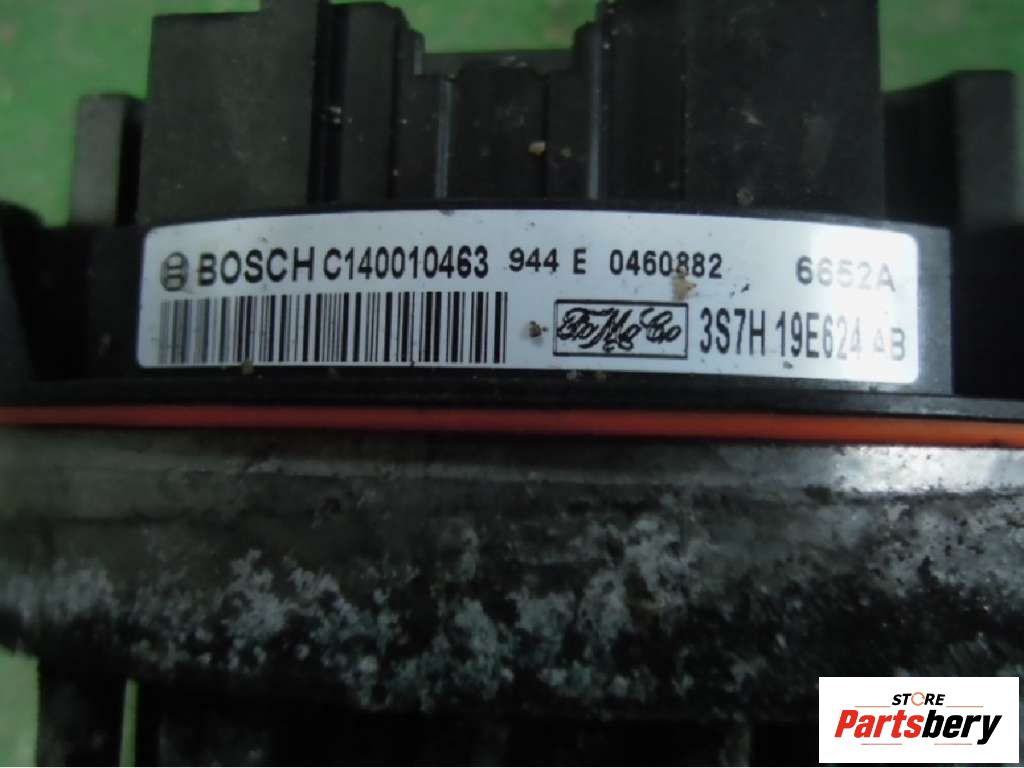 BOSCH C140010463 944 E 0460882 6652A
FoMoCo 3S7H 19E624 AB
STORE
Partsbery